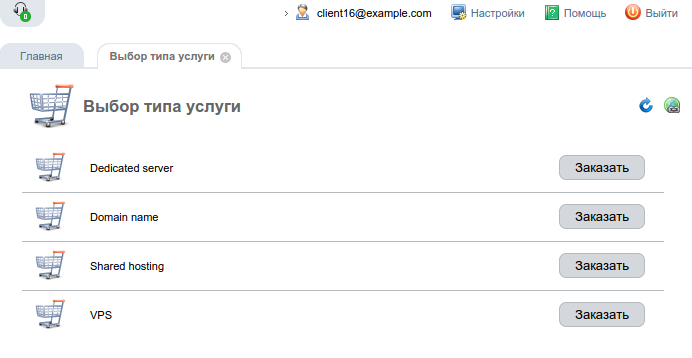 0
client16@example.com Настройки Помощь Выйти
Главная Выбор типа услуги
Выбор типа услуги
Dedicated server Заказать
Domain name Заказать
Shared hosting Заказать
VPS Заказать